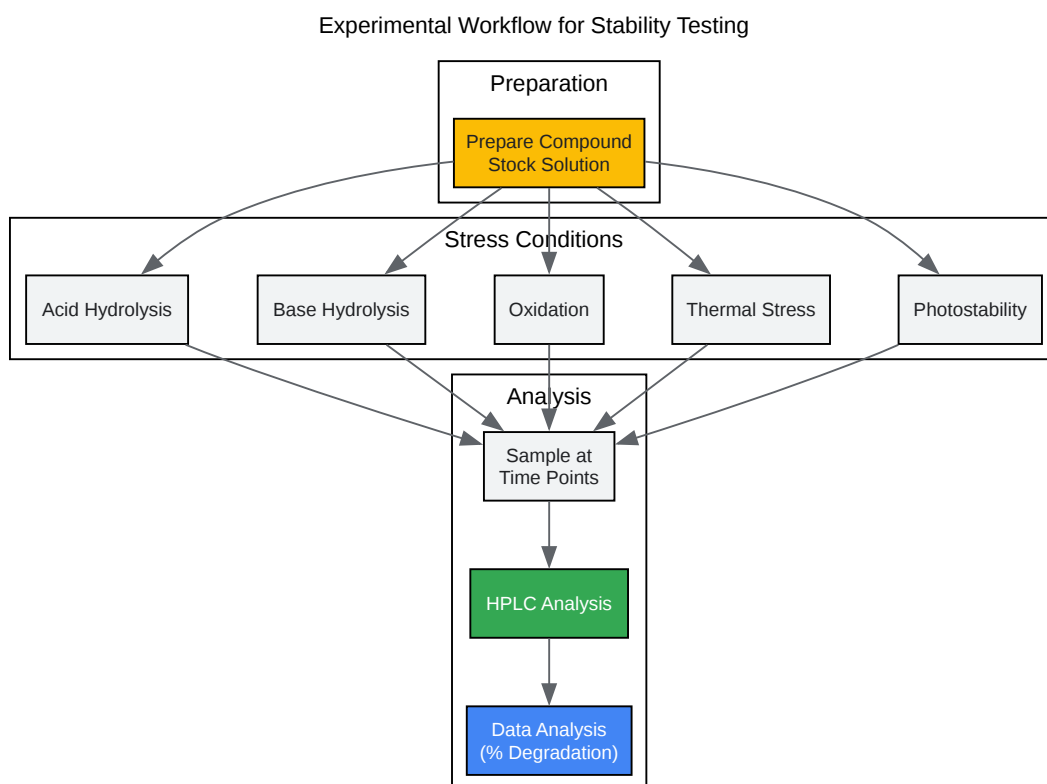 Experimental Workflow for Stability Testing
Preparation
Prepare Compound
Stock Solution
Stress Conditions
Acid Hydrolysis
Base Hydrolysis
Oxidation
Thermal Stress
Photostability
Analysis
Sample at
Time Points
HPLC Analysis
Data Analysis
(% Degradation)